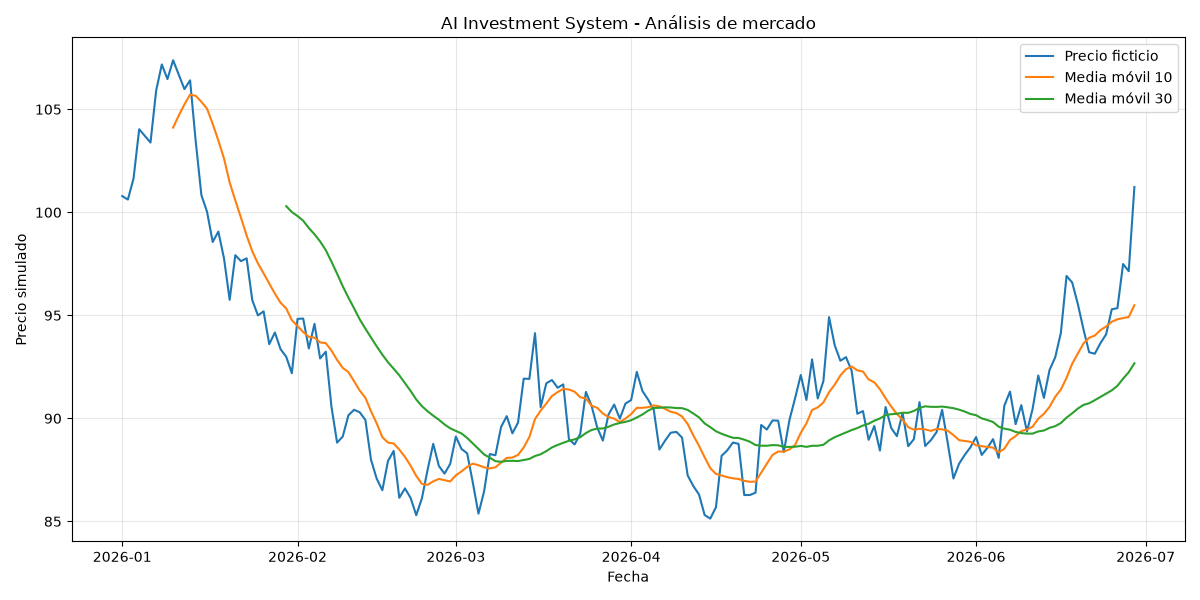 AI Investment System - Análisis de mercado
Precio ficticio
Media móvil 10
Media móvil 30
Precio simulado
105
100
95
90
85
2026-01
2026-02
2026-03
2026-04
2026-05
2026-06
2026-07
Fecha